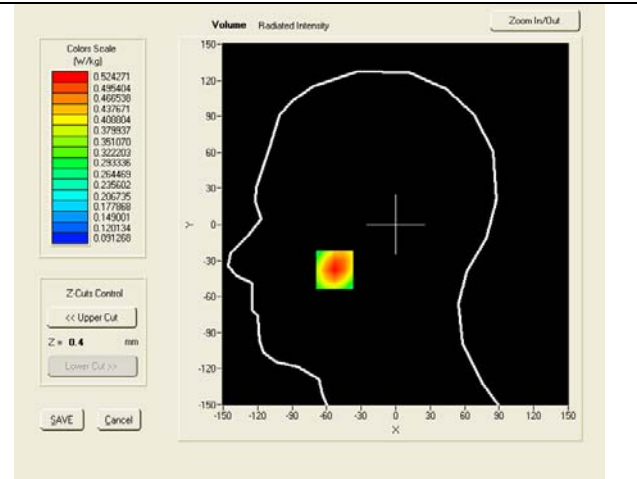 Volume Radiated Intensity
Zoom In/Out
Colors Scale
(W/kg)
0.524271
0.495404
0.466538
0.437671
0.408804
0.379937
0.351070
0.322203
0.293336
0.264469
0.235602
0.206735
0.177868
0.149001
0.120134
0.091268
Z-Cuts Control
<< Upper Cut
Z = 0.4 mm
Lower Cut >>
SAVE Cancel
150
120
90
60
30
0
-30
-60
-90
-120
-150
Y
-150 -120 -90 -60 -30 0 30 60 90 120 150
X